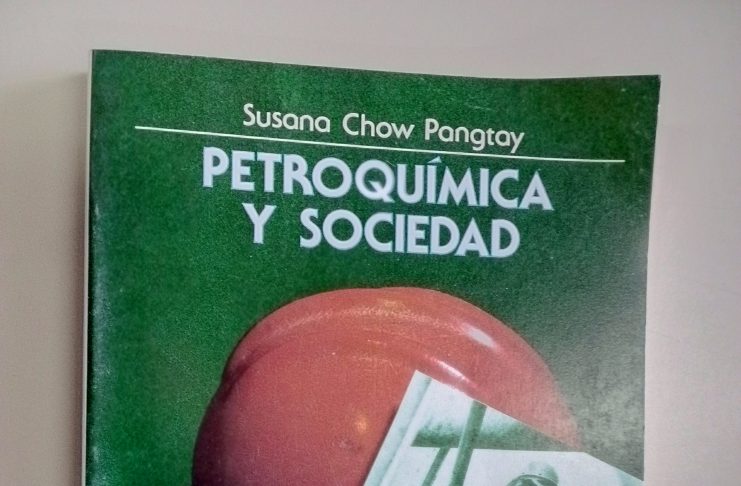 Susana Chow Pangtay
PETROQUÍMICA
Y SOCIEDAD